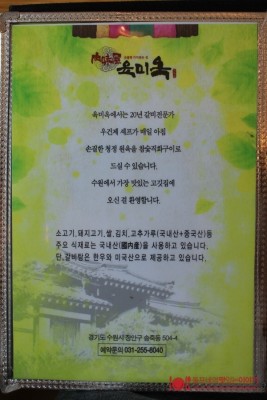 육미옥
육미옥에서는 20년 갈비전문가
우건제 셰프가 매일 아침
손질한 청정 원육을 참숯직화구이로
드실 수 있습니다.
수원에서 가장 맛있는 고깃집에
오신 걸 환영합니다.
소고기,돼지고기,쌀,김치,고추가루(국내산+중국산)등
주요 식재료는 국내산(國內産)을 사용하고 있습니다.
단,갈비탕은 한우와 미국산으로 제공하고 있습니다.
경기도 수원시 장안구 송죽동 504-4
예약문의 031-255-6040